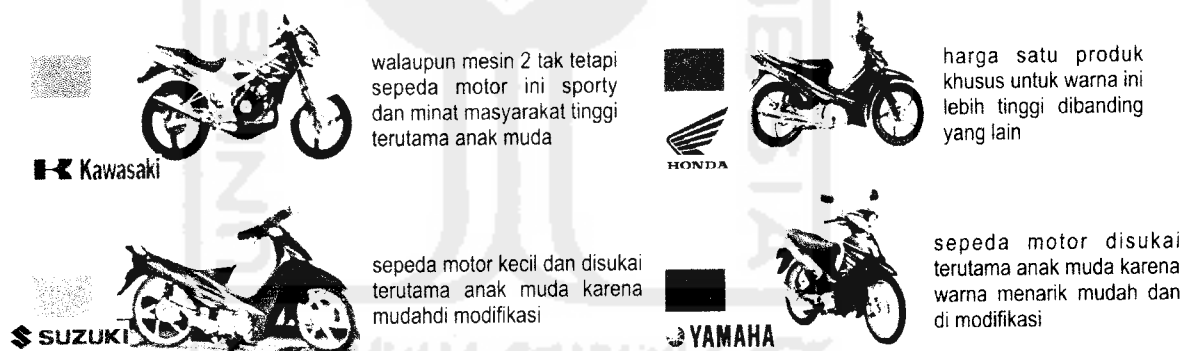 walaupun mesin 2 tak tetapi
sepeda motor ini sporty
dan minat masyarakat tinggi
terutama anak muda
Kawasaki
harga satu produk
khusus untuk warna ini
lebih tinggi dibanding
yang lain
HONDA
sepeda motor kecil dan disukai
terutama anak muda karena
mudahdi modifikasi
SUZUKI
sepeda motor disukai
terutama anak muda karena
warna menarik mudah dan
di modifikasi
YAMAHA